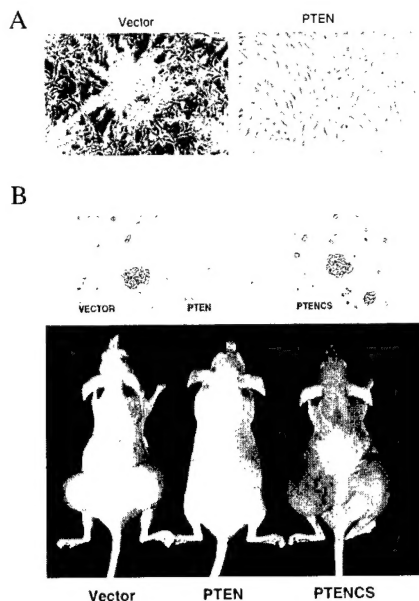 A
Vector PTEN
B
VECTOR PTEN PTENCS
Vector PTEN PTENCS